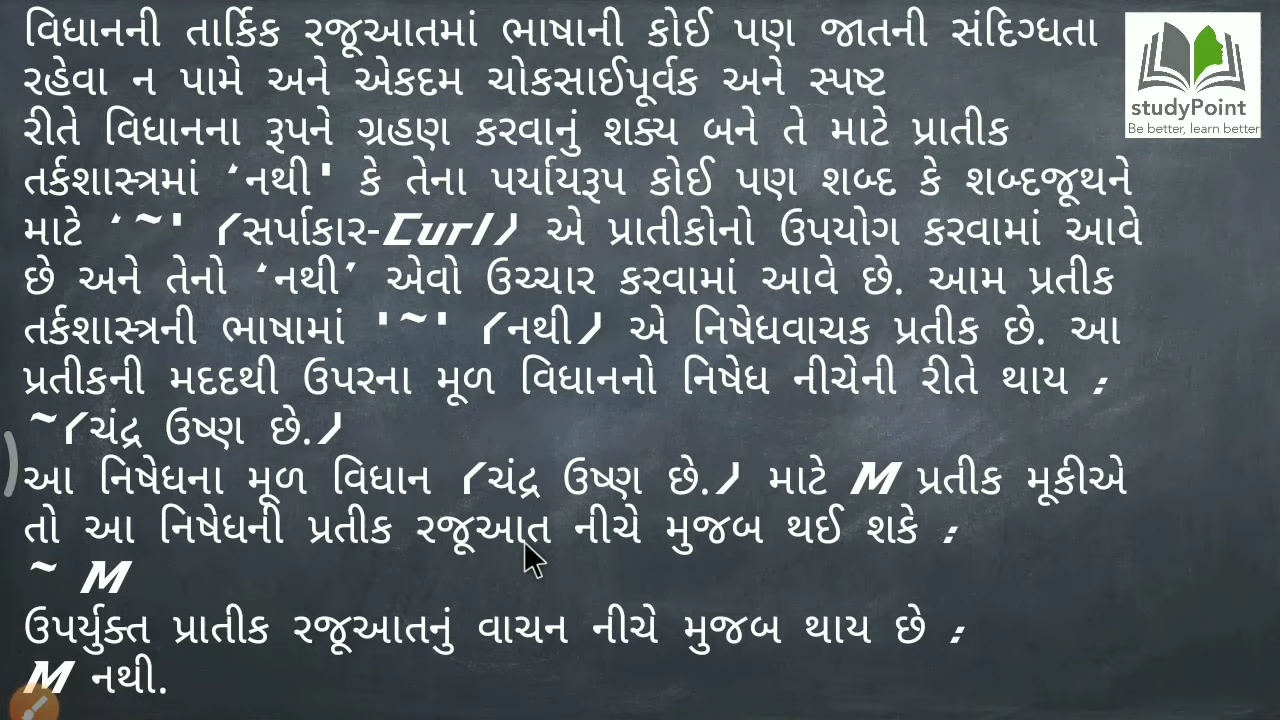 વિધાનની તાર્કિક રજૂઆતમાં ભાષાની કોઈ પણ જાતની સંદિગ્ધતા
રહેવા ન પામે અને એકદમ ચોકસાઈપૂર્વક અને સ્પષ્ટ
રીતે વિધાનના રૂપને ગ્રહણ કરવાનું શક્ય બને તે માટે પ્રાતીક
તર્કશાસ્ત્રમાં ‘નથી' કે તેના પર્યાયરૂપ કોઈ પણ શબ્દ કે શબ્દજૂથને
માટે ‘~' (સર્પાકાર-Curl) એ પ્રાતીકોનો ઉપયોગ કરવામાં આવે
છે અને તેનો ‘નથી’ એવો ઉચ્ચાર કરવામાં આવે છે. આમ પ્રતીક
તર્કશાસ્ત્રની ભાષામાં '~' (નથી) એ નિષેધવાચક પ્રતીક છે. આ
પ્રતીકની મદદથી ઉપરના મૂળ વિધાનનો નિષેધ નીચેની રીતે થાય :
~(ચંદ્ર ઉષ્ણ છે.)
આ નિષેધના મૂળ વિધાન (ચંદ્ર ઉષ્ણ છે.) માટે M પ્રતીક મૂકીએ
તો આ નિષેધની પ્રતીક રજૂઆત નીચે મુજબ થઈ શકે :
~ M
ઉપર્યુક્ત પ્રાતીક રજૂઆતનું વાચન નીચે મુજબ થાય છે :
M નથી.
studyPoint
Be better, learn better